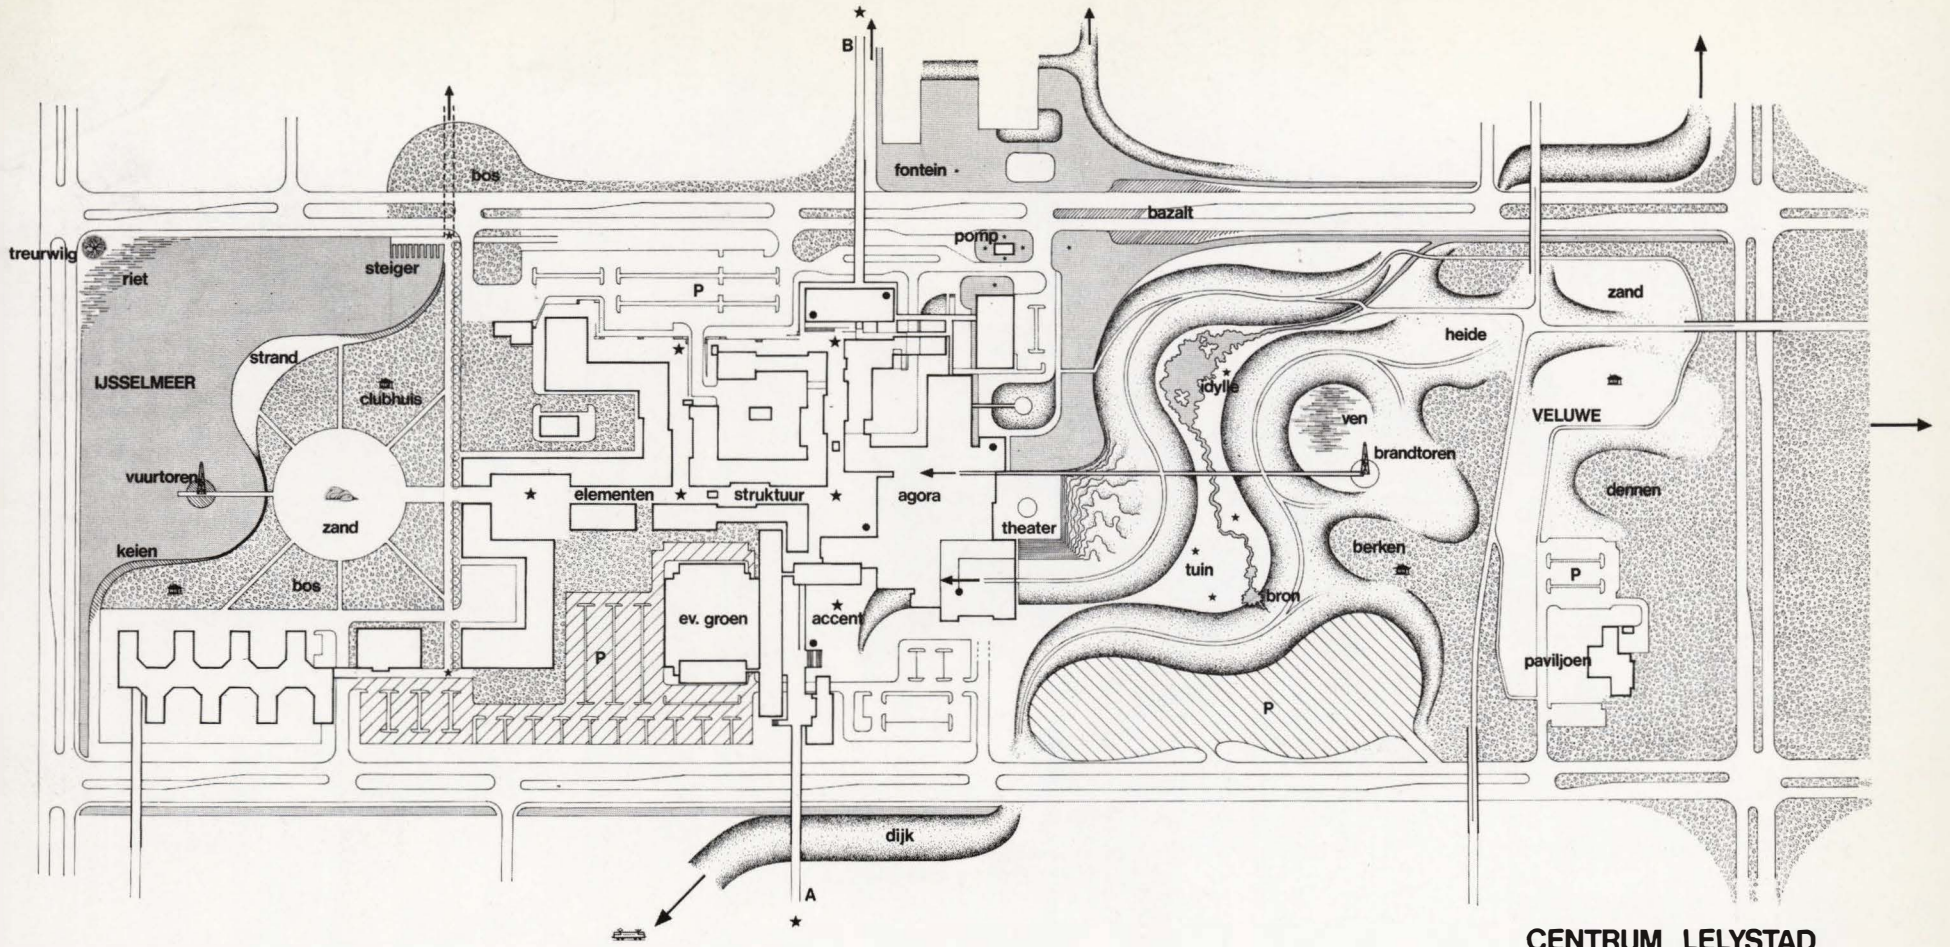 B
bos
fontein
bazalt
treurwilg
pomp
riet
steiger
P
zand
heide
strand
IJSSELMEER
clubhuis
idylle
ven
VELUWE
brandtoren
vuurtoren
elementen
struktuur
agora
dennen
zand
theater
keien
berken
bos
tuin
P
bron
ev. groen
accent
P
paviljoen
P
dijk
A
CENTRUM LELYSTAD